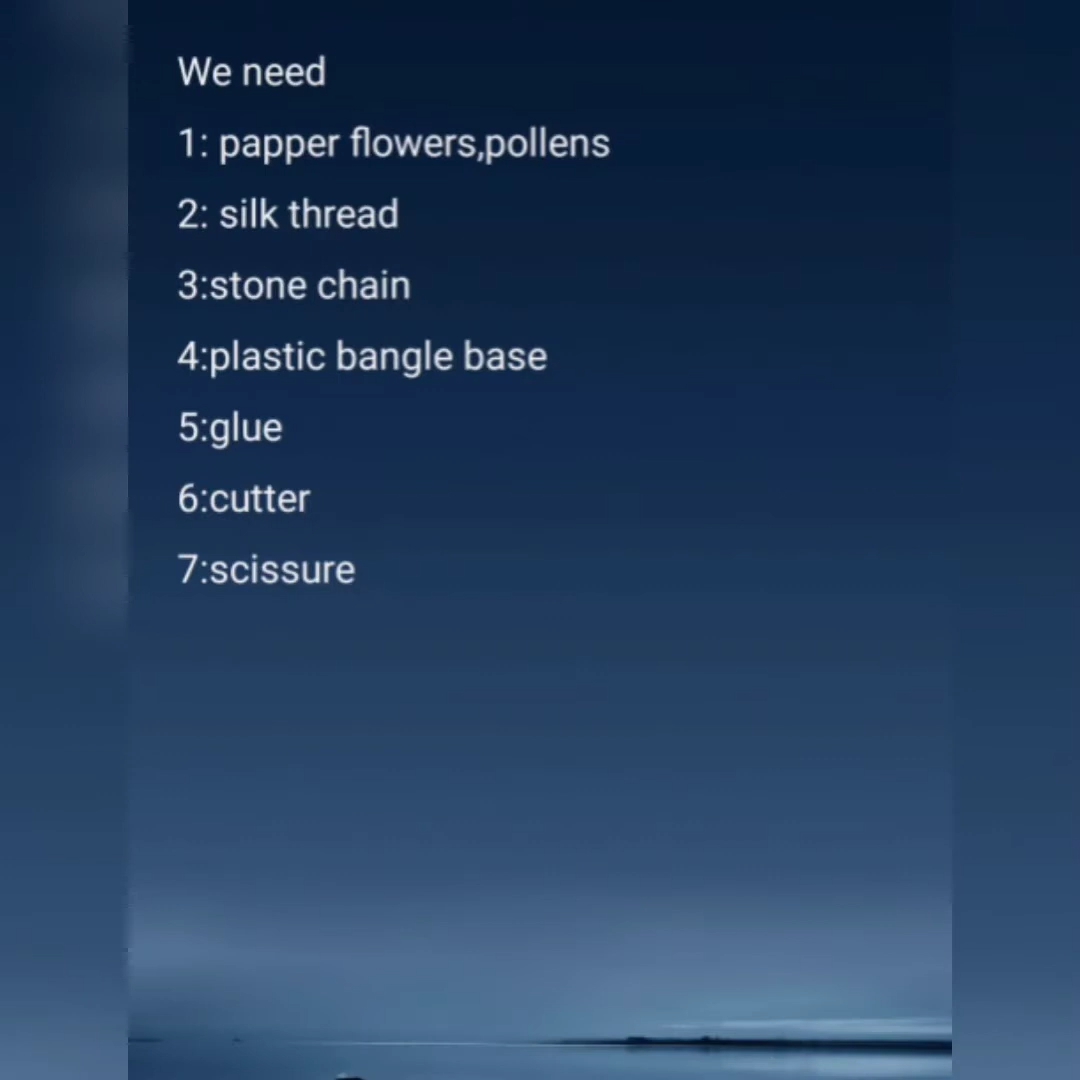 We need
1: papper flowers,pollens
2: silk thread
3:stone chain
4:plastic bangle base
5:glue
6:cutter
7:scissure